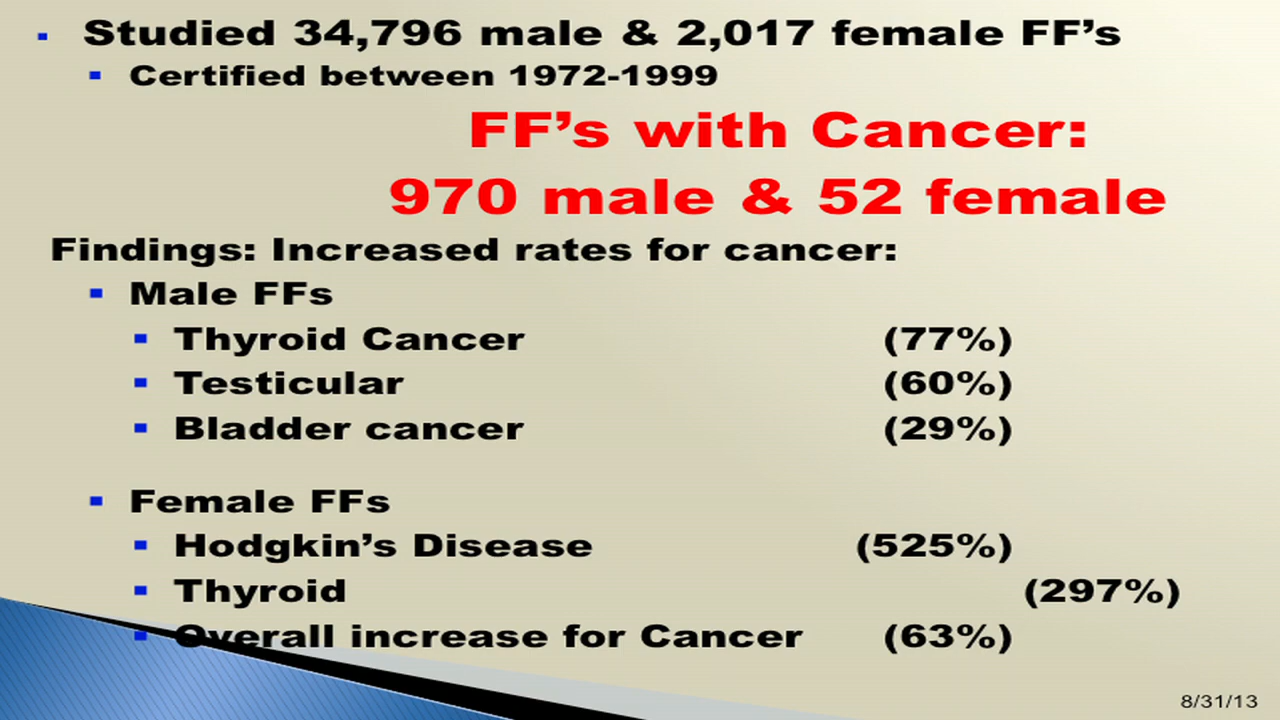 Studied 34,796 male & 2,017 female FF’s
Certified between 1972-1999
FF’s with Cancer:
970 male & 52 female
Findings: Increased rates for cancer:
Male FFs
Thyroid Cancer (77%)
Testicular (60%)
Bladder cancer (29%)
Female FFs
Hodgkin’s Disease (525%)
Thyroid (297%)
Overall increase for Cancer (63%)
8/31/13